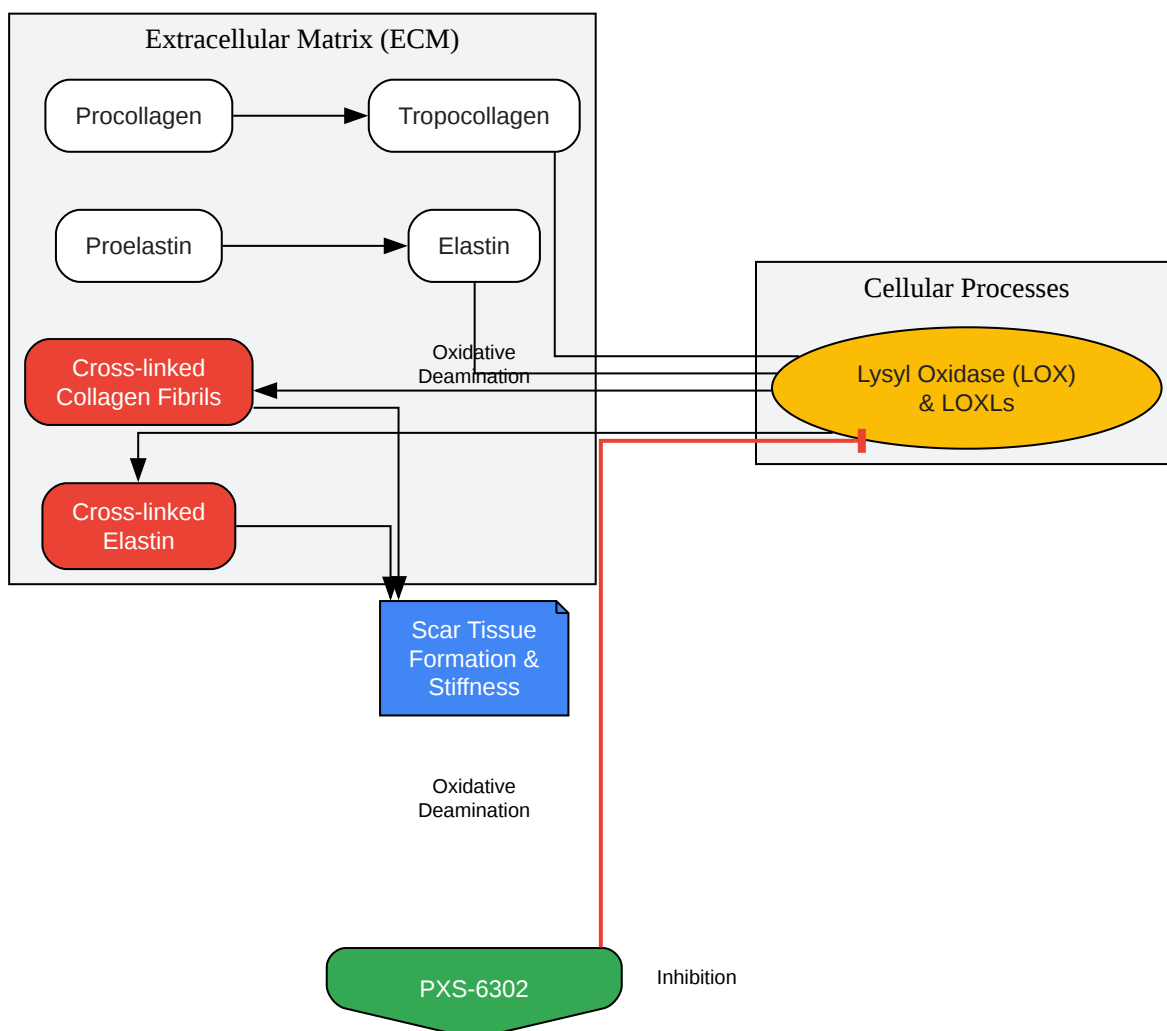 Extracellular Matrix (ECM)
Procollagen
Tropocollagen
Proelastin
Elastin
Cellular Processes
Cross-linked
Collagen Fibrils
Oxidative
Deamination
Lysyl Oxidase (LOX)
& LOXLs
Cross-linked
Elastin
Scar Tissue
Formation &
Stiffness
Oxidative
Deamination
PXS-6302
Inhibition